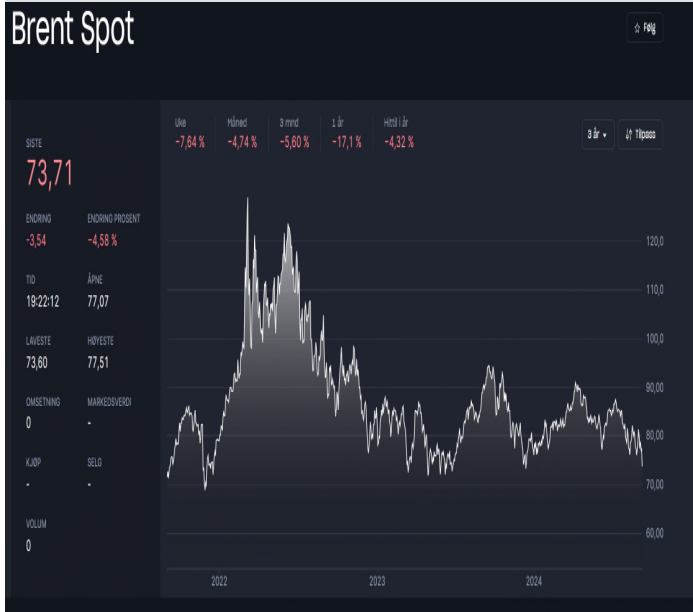 Brent Spot
☆ Følg
SISTE
73,71
ENDRING
ENDRING PROSENT
-3,54
-4,58 %
TID
ÅPNE
19:22:12
77,07
LAVESTE
HØYESTE
73,60
77,51
OMSETNING
MARKEDSVERDI
0
-
KJØP
SELG
-
-
VOLUM
0
Uke
Måned
3 mnd
1 år
Hittil i år
-7,64 %
-4,74 %
-5,60 %
-17,1 %
-4,32 %
3 år
Tilpass
120,0
110,0
100,0
90,00
80,00
70,00
60,00
2022
2023
2024